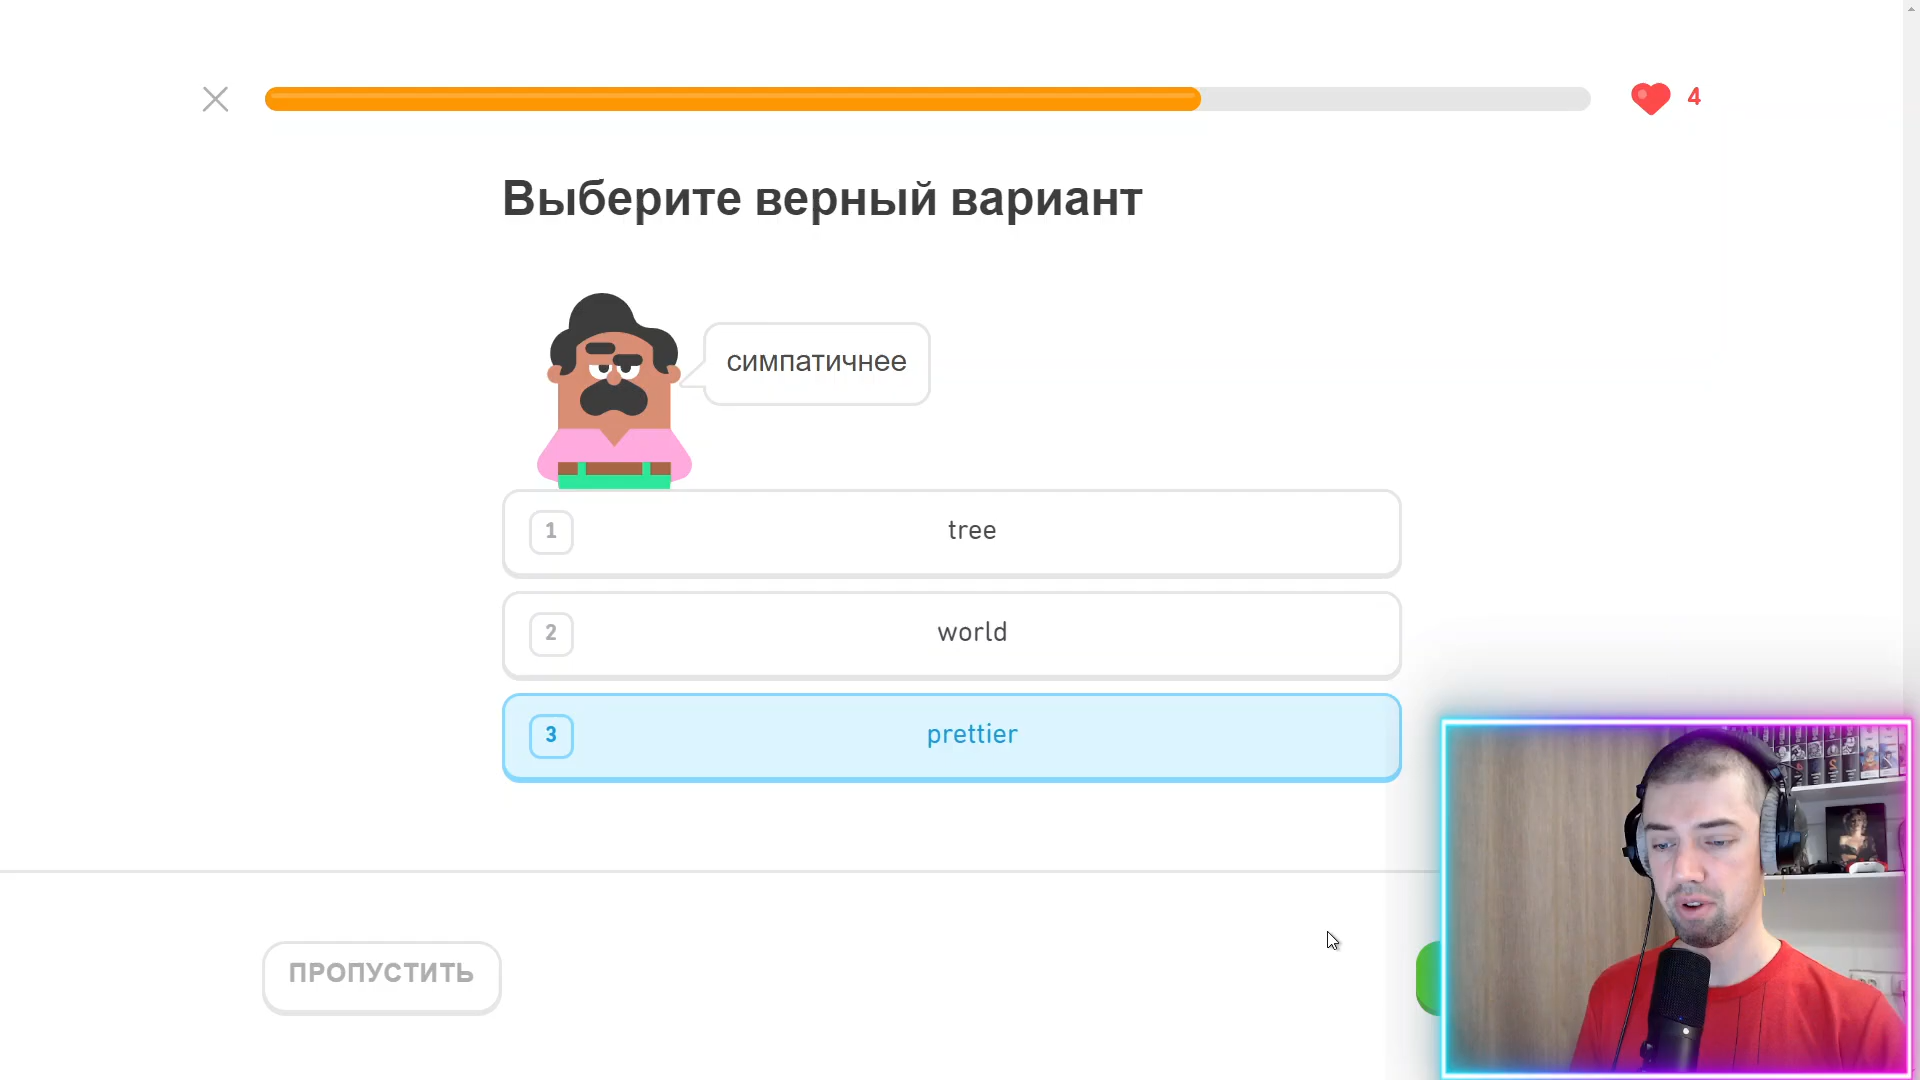 4
Выберите верный вариант
симпатичнее
1 tree
2 world
3 prettier
ПРОПУСТИТЬ